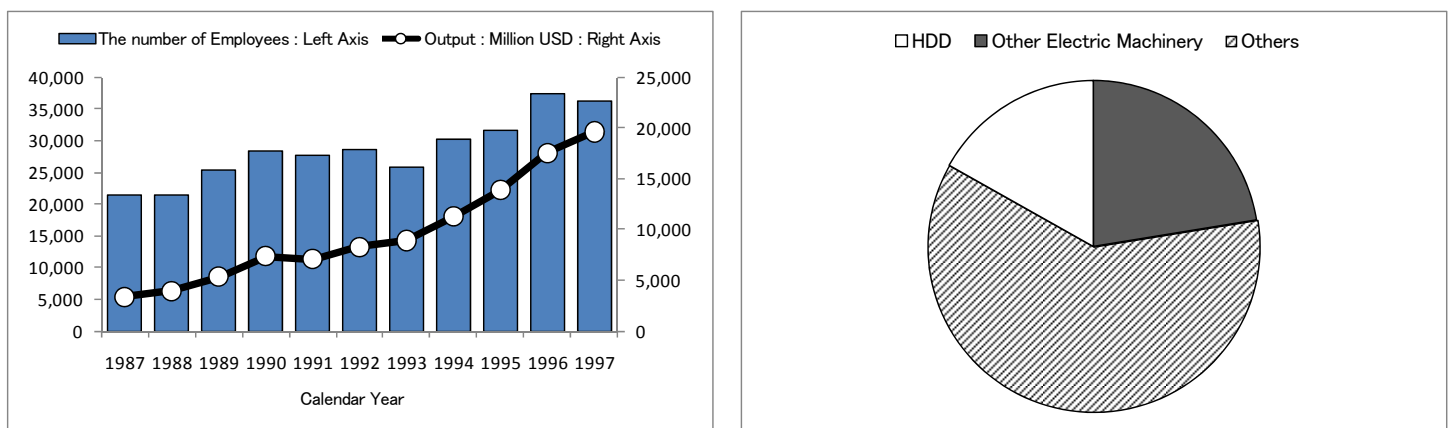 The number of Employees : Left Axis Output : Million USD : Right Axis
40,000 25,000
35,000
30,000 20,000
25,000 15,000
20,000
15,000 10,000
10,000 5,000
5,000
0 0
1987 1988 1989 1990 1991 1992 1993 1994 1995 1996 1997
Calendar Year
HDD Other Electric Machinery Others